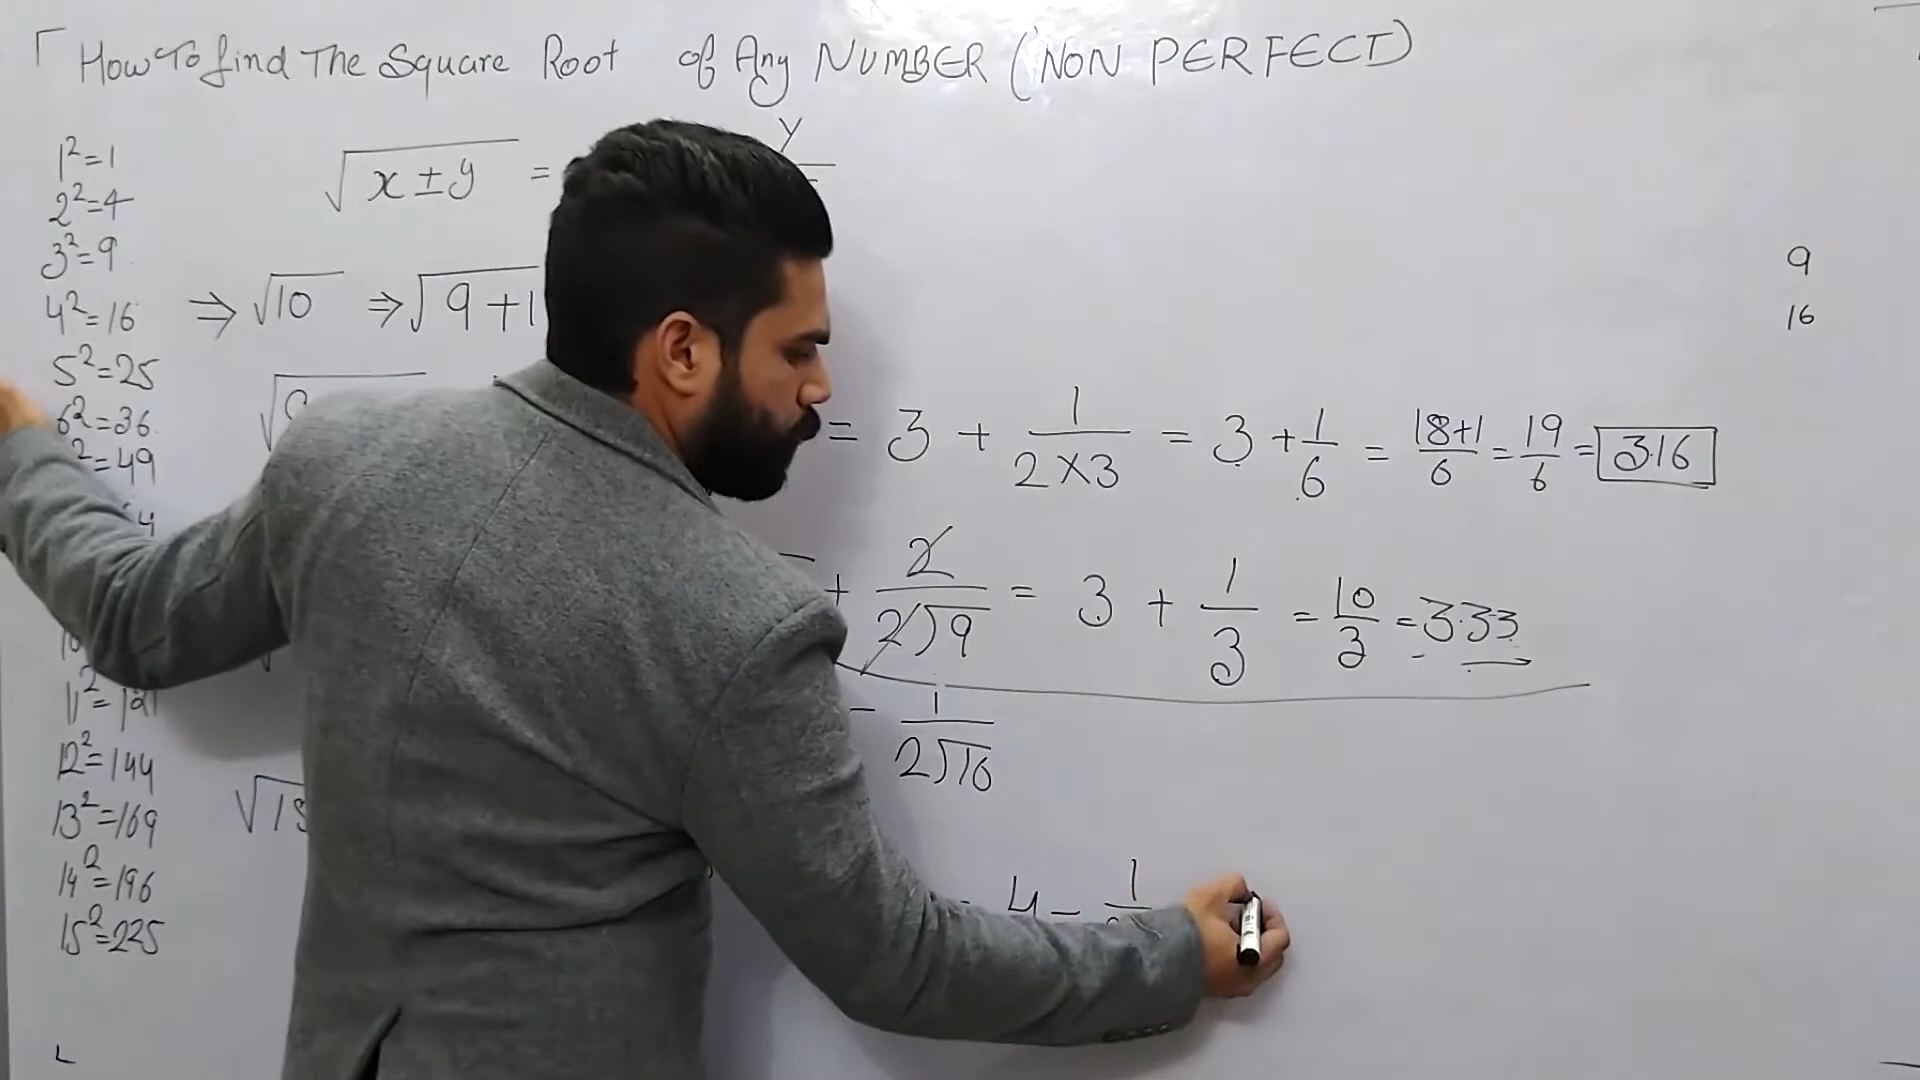 How To find The Square Root of Any NUMBER (NON PERFECT)
1²=1
2²=4
3²=9
4²=16
5²=25
6²=36
²=49
4
11²=121
12²=144
13²=169
14²=196
15²=225
√(x±y) =
y
⇒ √10 ⇒ √(9+1
= 3 + 1/(2×3) = 3 + 1/6 = (18+1)/6 = 19/6 = 3.16
+ 2/(2√9) = 3 + 1/3 = 10/3 = 3.33
- 1/(2√16)
√15
4 - 1/
9
16